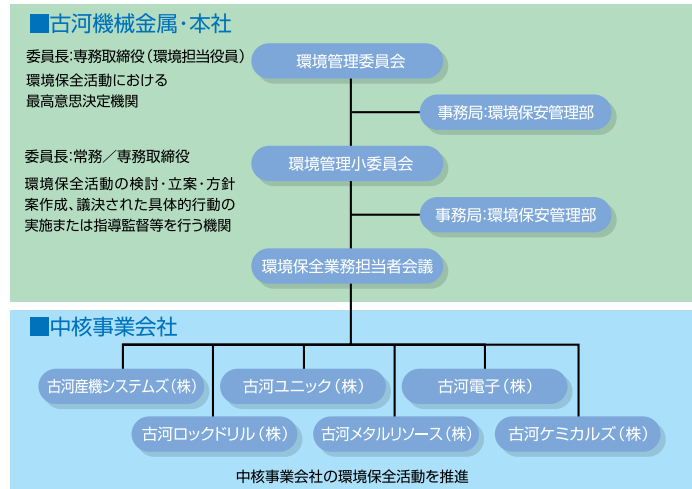 ■古河機械金属・本社
委員長:専務取締役(環境担当役員)
環境保全活動における
最高意思決定機関
環境管理委員会
事務局:環境保安管理部
委員長:常務/専務取締役
環境保全活動の検討・立案・方針
案作成、議決された具体的行動の
実施または指導監督等を行う機関
環境管理小委員会
事務局:環境保安管理部
環境保全業務担当者会議
■中核事業会社
古河産機システムズ(株)
古河ユニック(株)
古河電子(株)
古河ロックドリル(株)
古河メタルリソース(株)
古河ケミカルズ(株)
中核事業会社の環境保全活動を推進